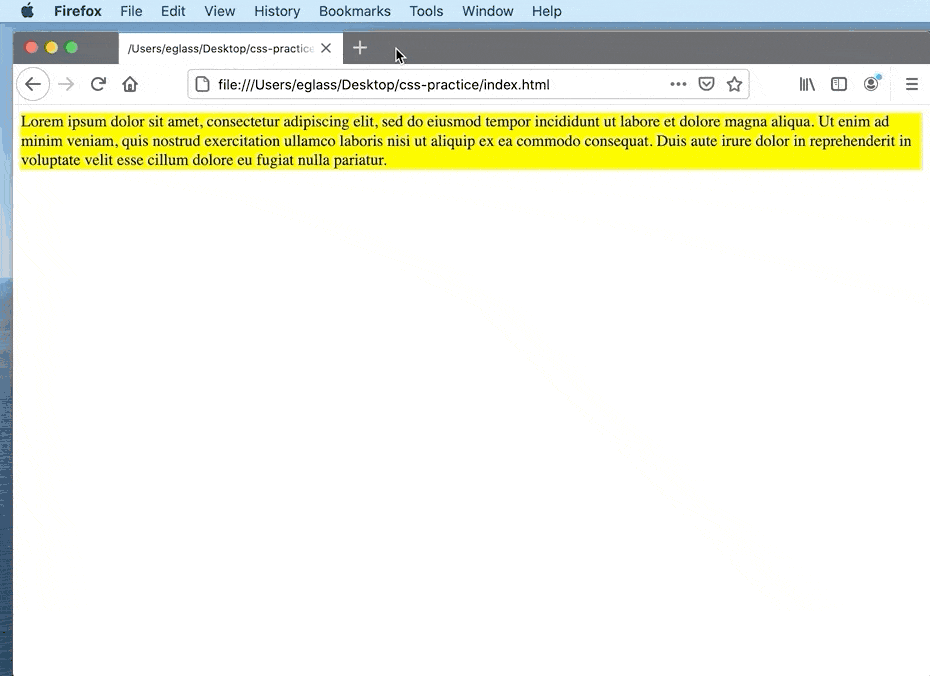 Firefox File Edit View History Bookmarks Tools Window Help
/Users/eglass/Desktop/css-practice
file:///Users/eglass/Desktop/css-practice/index.html
Lorem ipsum dolor sit amet, consectetur adipiscing elit, sed do eiusmod tempor incididunt ut labore et dolore magna aliqua. Ut enim ad
minim veniam, quis nostrud exercitation ullamco laboris nisi ut aliquip ex ea commodo consequat. Duis aute irure dolor in reprehenderit in
voluptate velit esse cillum dolore eu fugiat nulla pariatur.